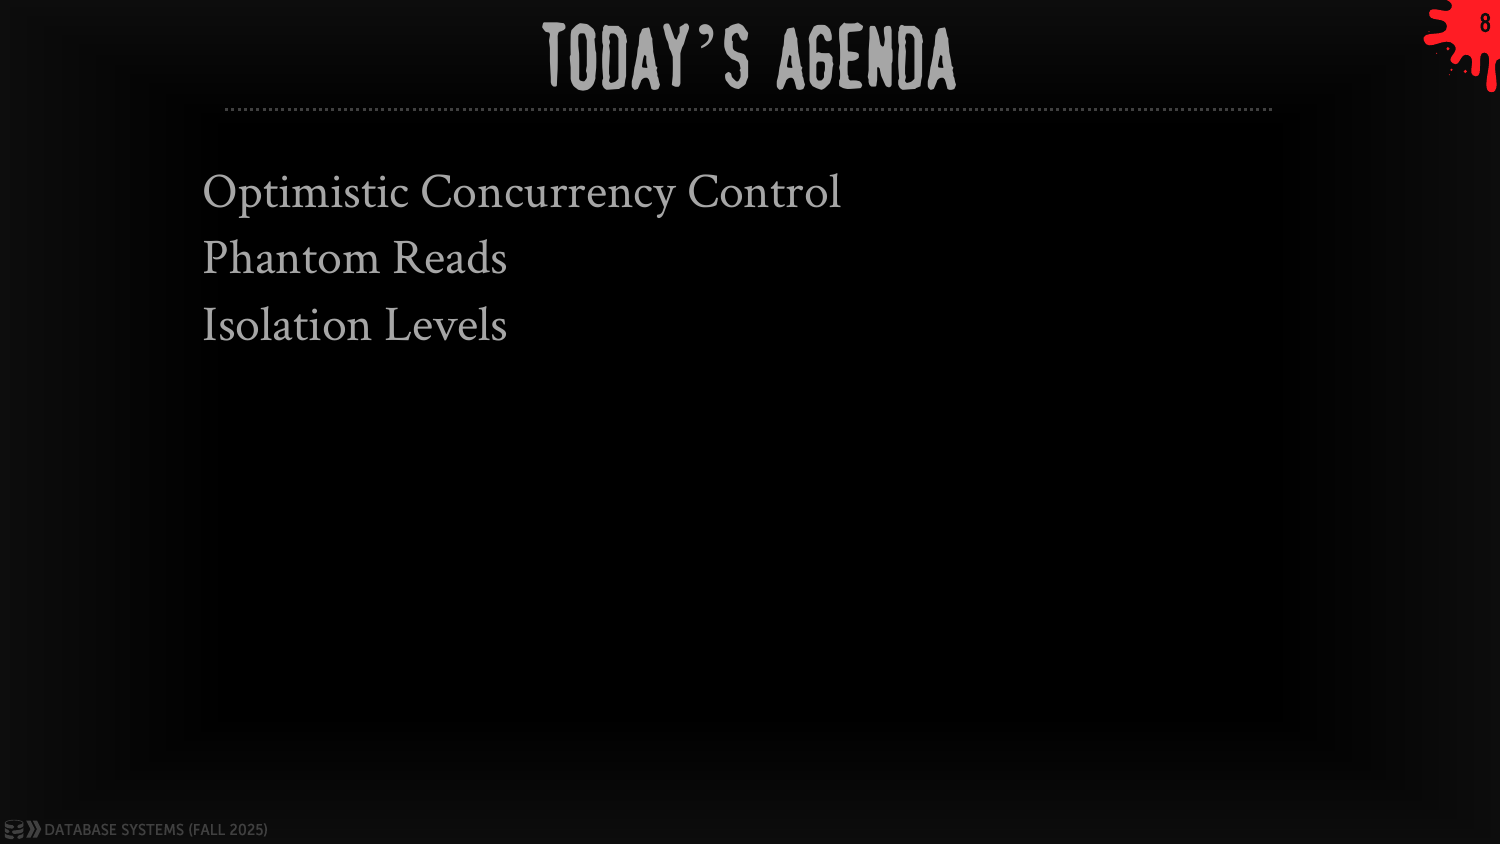 TODAY'S AGENDA
8
Optimistic Concurrency Control
Phantom Reads
Isolation Levels
DATABASE SYSTEMS (FALL 2025)